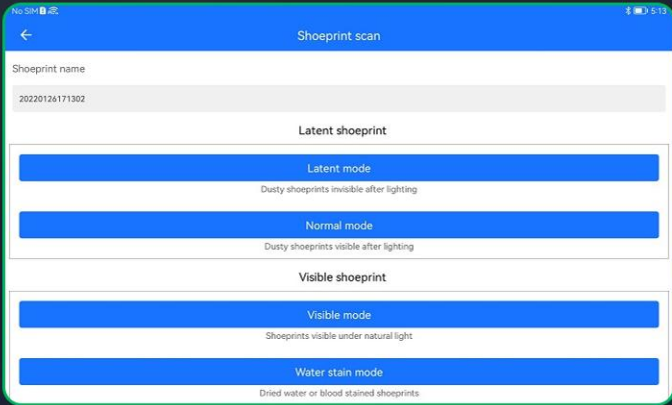 No SIM 5:13
Shoeprint scan
Shoeprint name
20220126171302
Latent shoeprint
Latent mode
Dusty shoeprints invisible after lighting
Normal mode
Dusty shoeprints visible after lighting
Visible shoeprint
Visible mode
Shoeprints visible under natural light
Water stain mode
Dried water or blood stained shoeprints